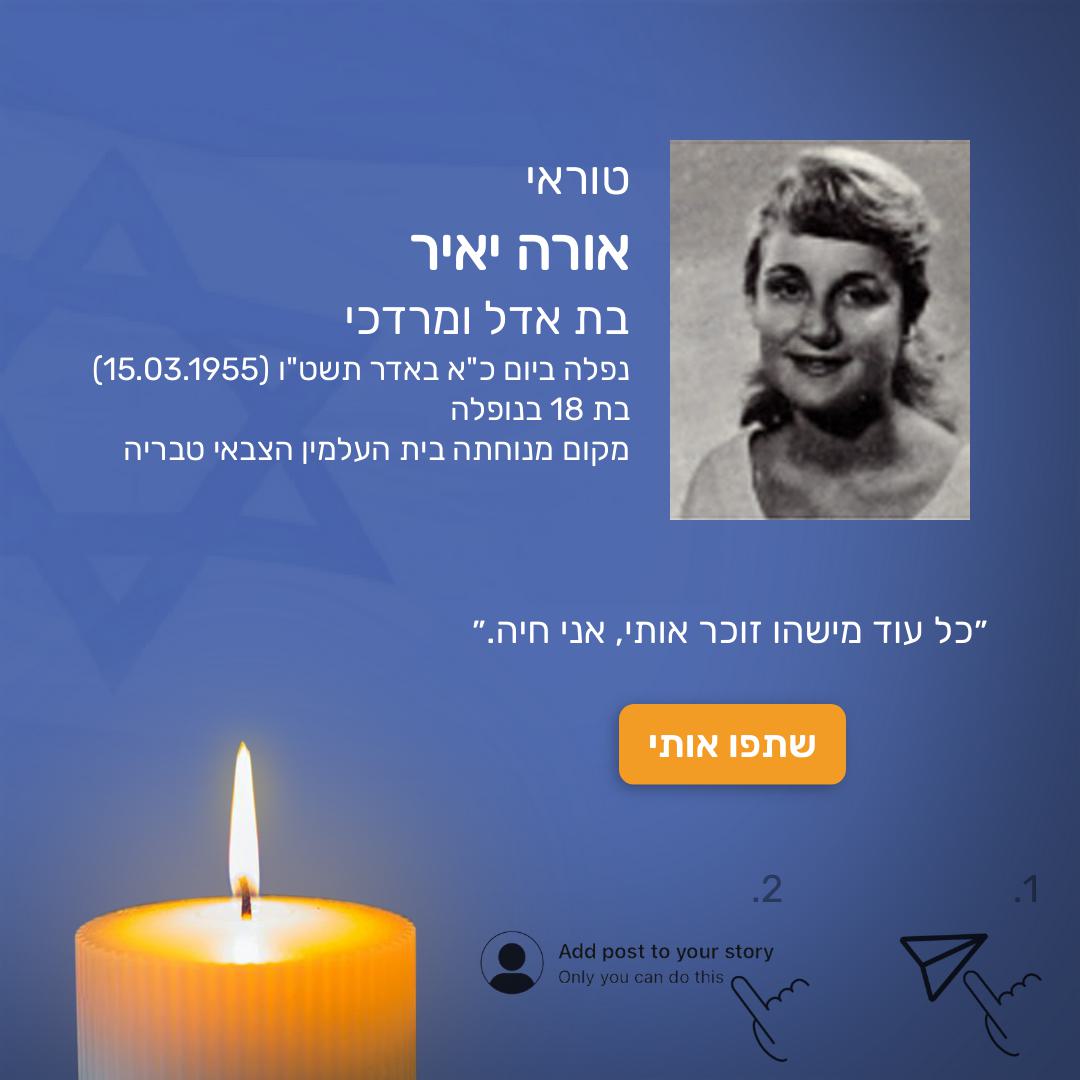 טוראי
אורה יאיר
בת אדל ומרדכי
נפלה ביום כ"א באדר תשט"ו (15.03.1955)
בת 18 בנופלה
מקום מנוחתה בית העלמין הצבאי טבריה
״כל עוד מישהו זוכר אותי, אני חיה.״
שתפו אותי
1.
2.
Add post to your story
Only you can do this